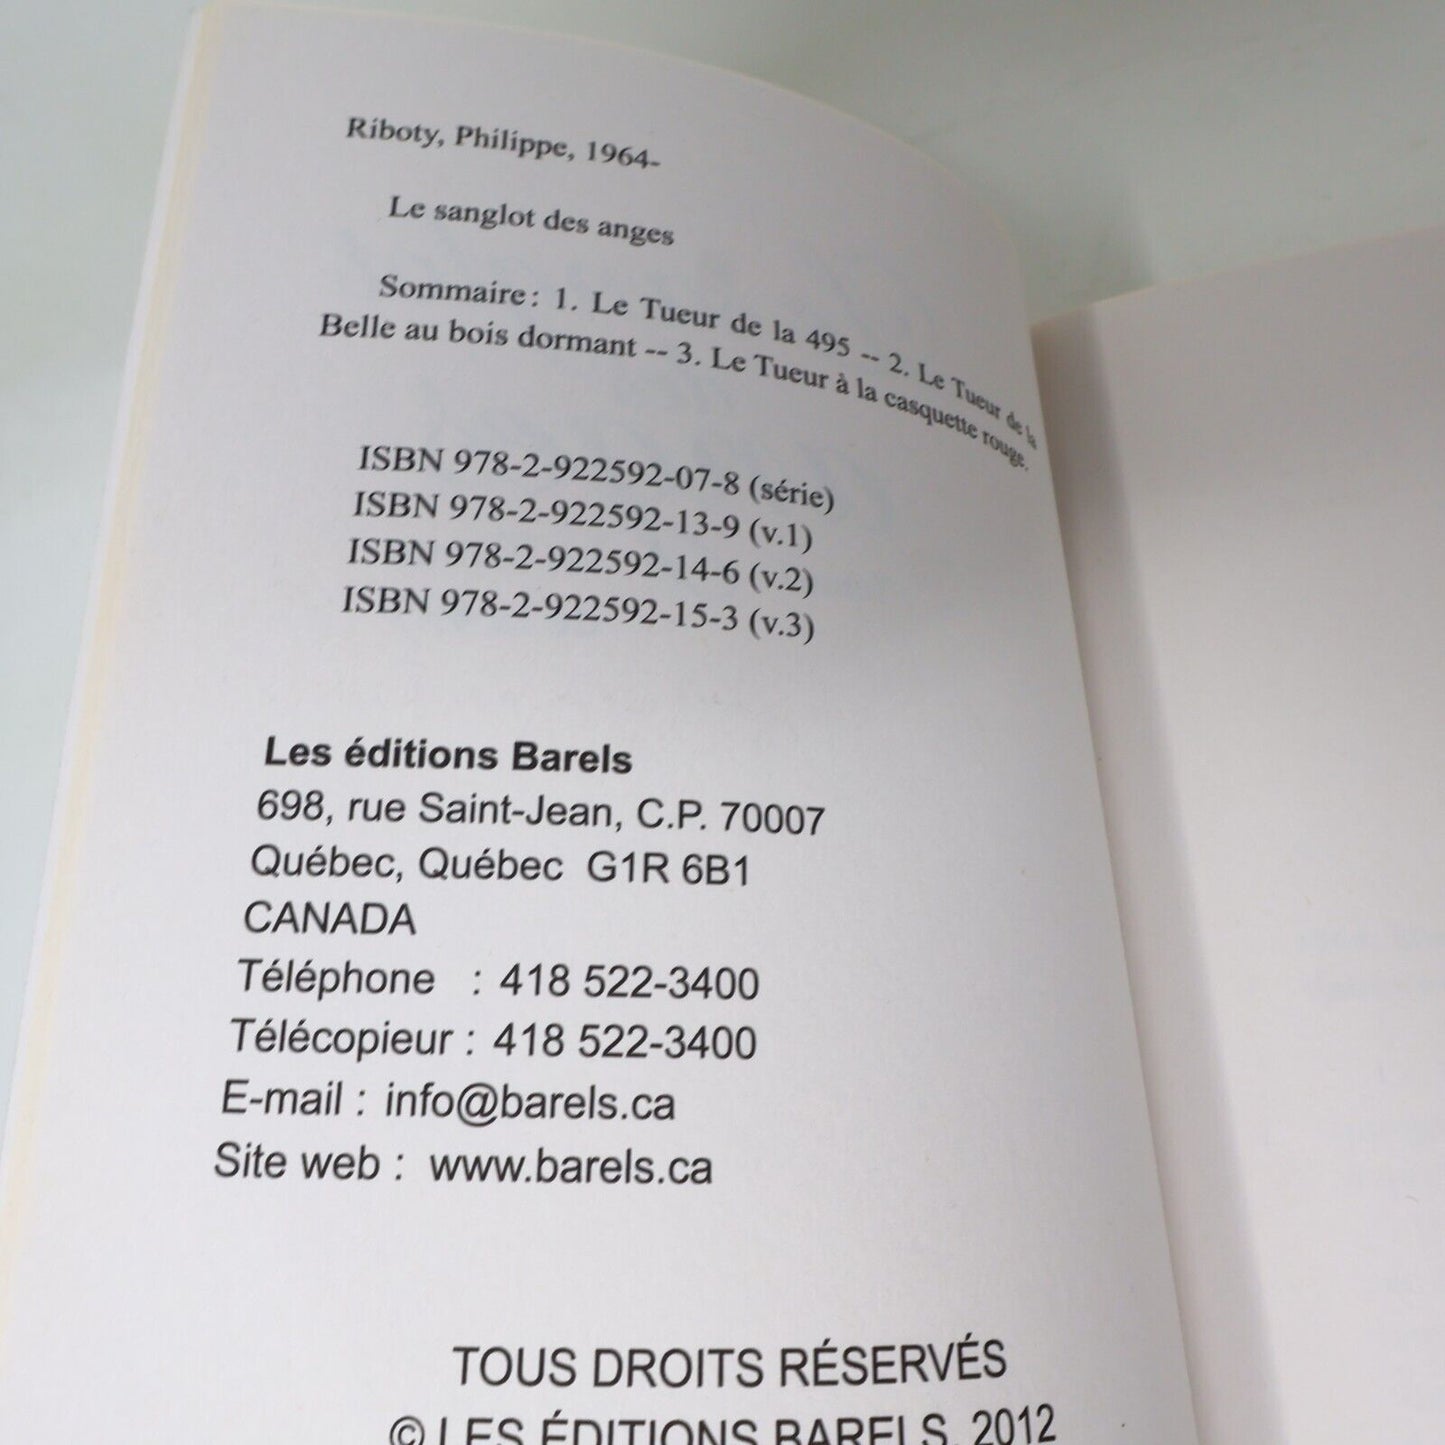 Riboty, Philippe, 1964-
Le sanglot des anges
Sommaire : 1. Le Tueur de la 495 -- 2. Le Tueur de la
Belle au bois dormant -- 3. Le Tueur à la casquette rouge.
ISBN 978-2-922592-07-8 (série)
ISBN 978-2-922592-13-9 (v.1)
ISBN 978-2-922592-14-6 (v.2)
ISBN 978-2-922592-15-3 (v.3)
Les éditions Barels
698, rue Saint-Jean, C.P. 70007
Québec, Québec G1R 6B1
CANADA
Téléphone : 418 522-3400
Télécopieur : 418 522-3400
E-mail : info@barels.ca
Site web : www.barels.ca
TOUS DROITS RÉSERVÉS
© LES ÉDITIONS BARELS, 2012